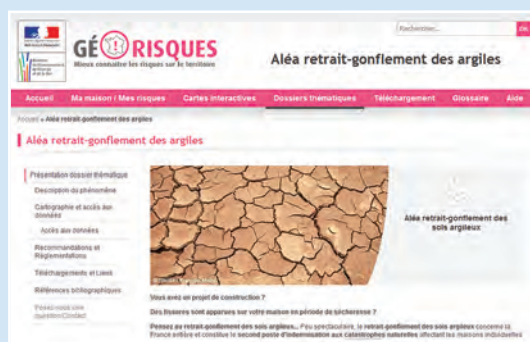 GÉORISQUES
Mieux connaître les risques sur le territoire
Rechercher...
OK
Aléa retrait-gonflement des argiles
Accueil
Ma maison / Mes risques
Cartes interactives
Dossiers thématiques
Téléchargement
Glossaire
Aide
Accueil » Aléa retrait-gonflement des argiles
Aléa retrait-gonflement des argiles
Présentation dossier thématique
Description du phénomène
Cartographie et accès aux
données
Accès aux données
Recommandations et
Réglementations
Téléchargements et Liens
Références bibliographiques
Posez-nous une
question/Contact
Aléa retrait-gonflement des
sols argileux
Vous avez un projet de construction ?
Des fissures sont apparues sur votre maison en période de sécheresse ?
Pensez au retrait-gonflement des sols argileux... Peu spectaculaire, le retrait-gonflement des sols argileux concerne la
France entière et constitue le second poste d'indemnisation aux catastrophes naturelles affectant les maisons individuelles